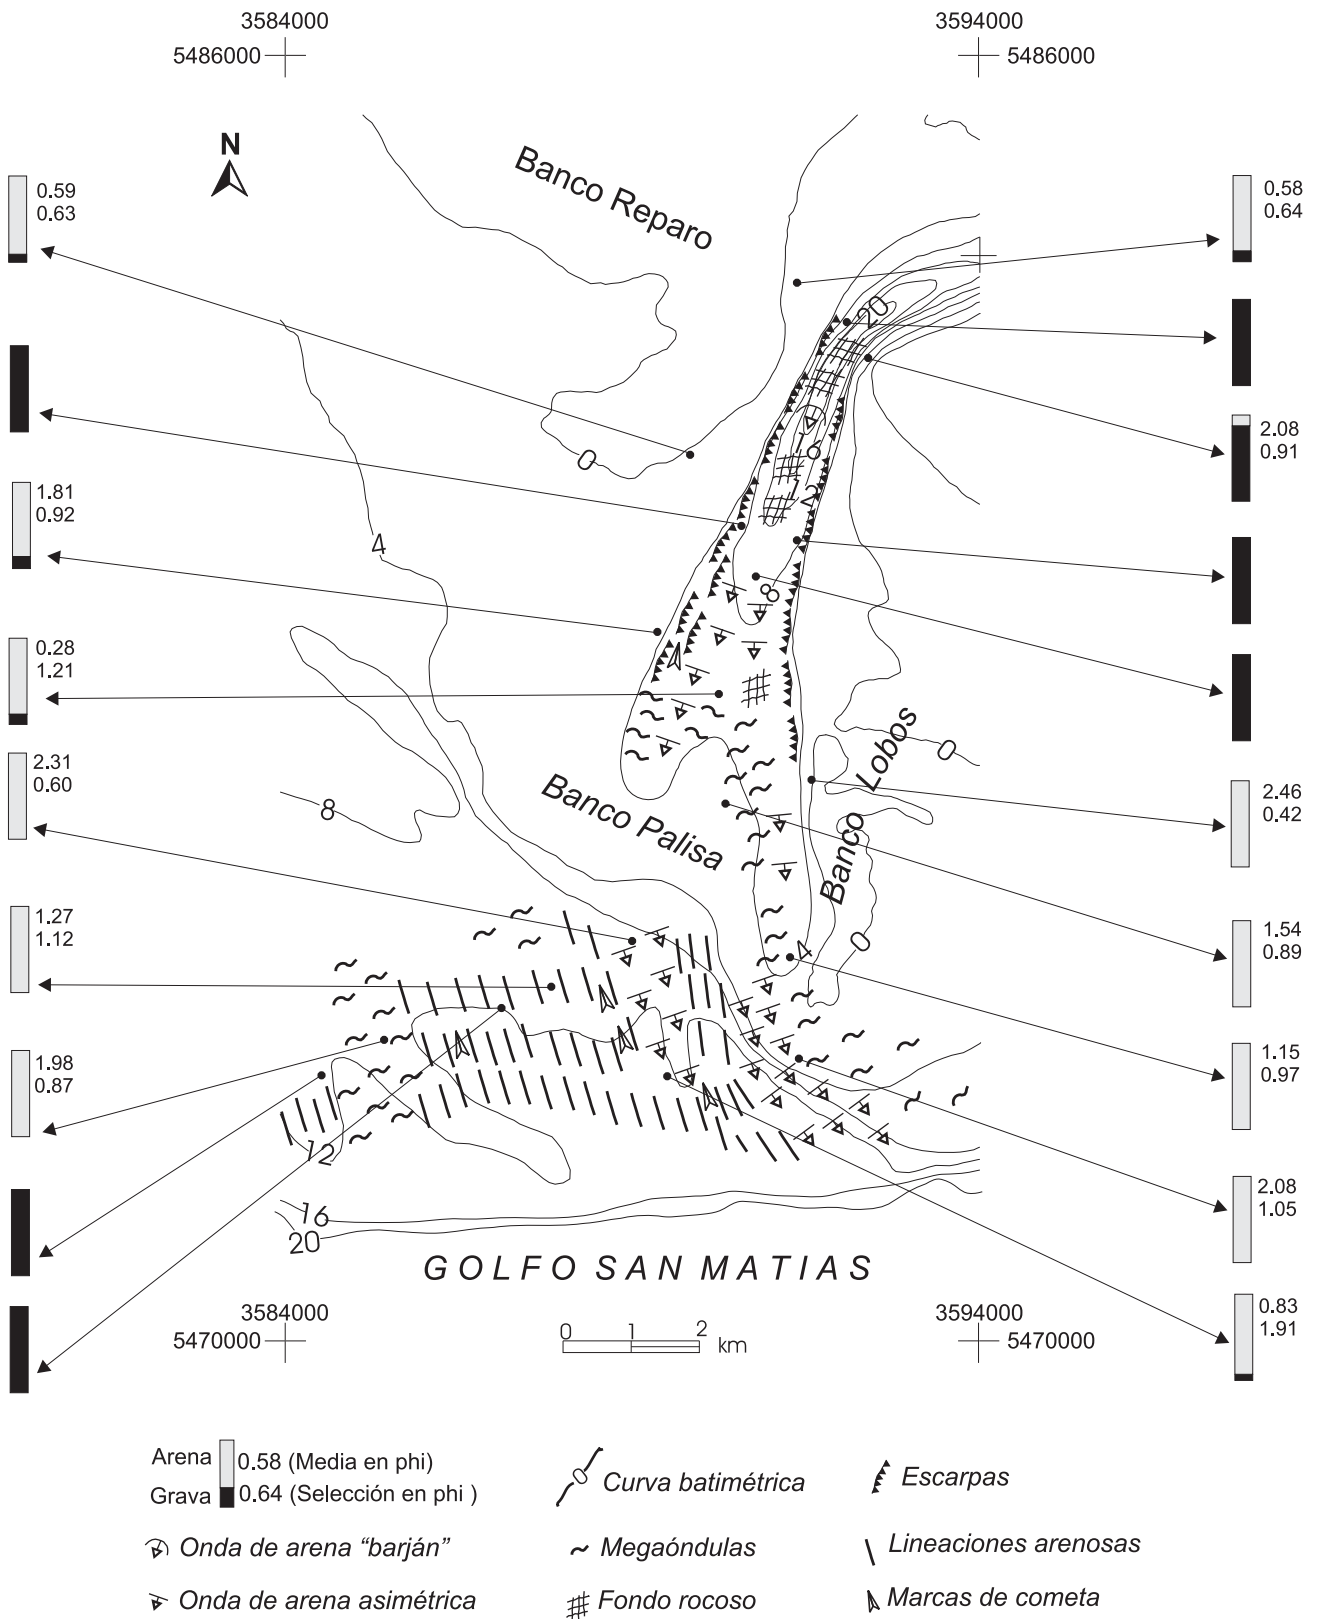 3584000
3594000
5486000
5486000
N
Banco Reparo
0.59
0.63
0.58
0.64
20
2.08
0.91
16
0
12
1.81
0.92
4
8
0.28
1.21
Lobos
0
2.31
0.60
8
Banco Palisa
2.46
0.42
Banco
1.27
1.12
4
0
1.54
0.89
1.98
0.87
1.15
0.97
12
16
20
2.08
1.05
GOLFO SAN MATIAS
3584000
3594000
5470000
5470000
0 1 2
km
0.83
1.91
Arena 0.58 (Media en phi)
Grava 0.64 (Selección en phi )
0 Curva batimétrica
Escarpas
Onda de arena “barján”
Megaóndulas
Lineaciones arenosas
Onda de arena asimétrica
Fondo rocoso
Marcas de cometa